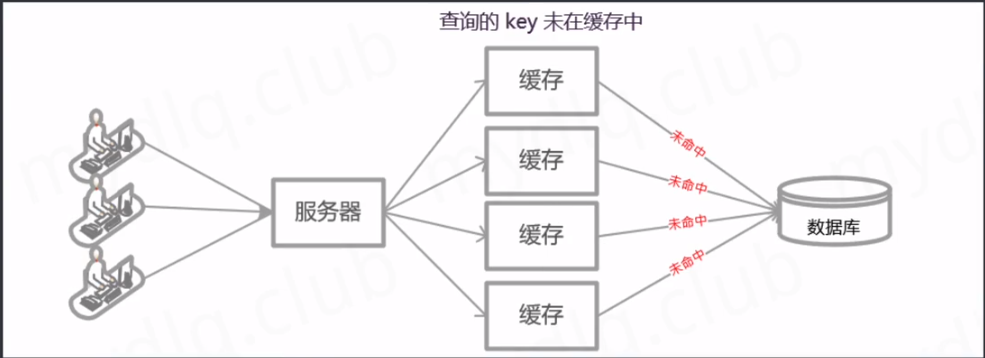 查询的 key 未在缓存中
缓存
未命中
缓存
未命中
服务器
数据库
缓存
未命中
缓存
未命中
mydlq.club
mydlq.club
mydlq.club
mydlq.club